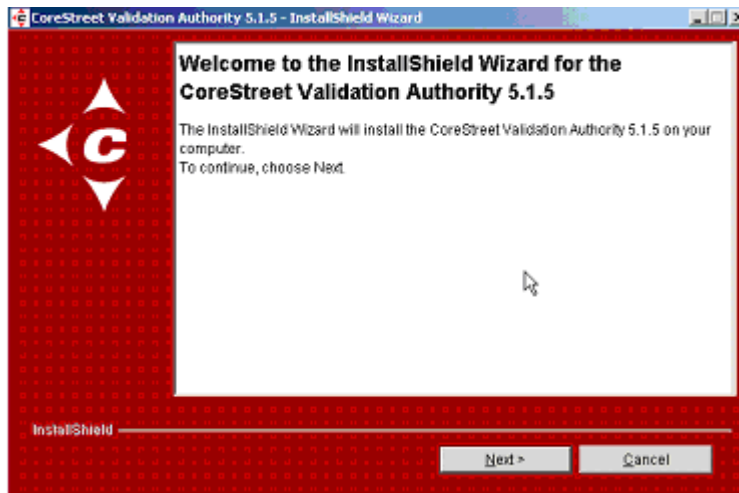 CoreStreet Validation Authority 5.1.5 - InstallShield Wizard
Welcome to the InstallShield Wizard for the
CoreStreet Validation Authority 5.1.5
The InstallShield Wizard will install the CoreStreet Validation Authority 5.1.5 on your
computer.
To continue, choose Next.
C
InstallShield
Next >
Cancel